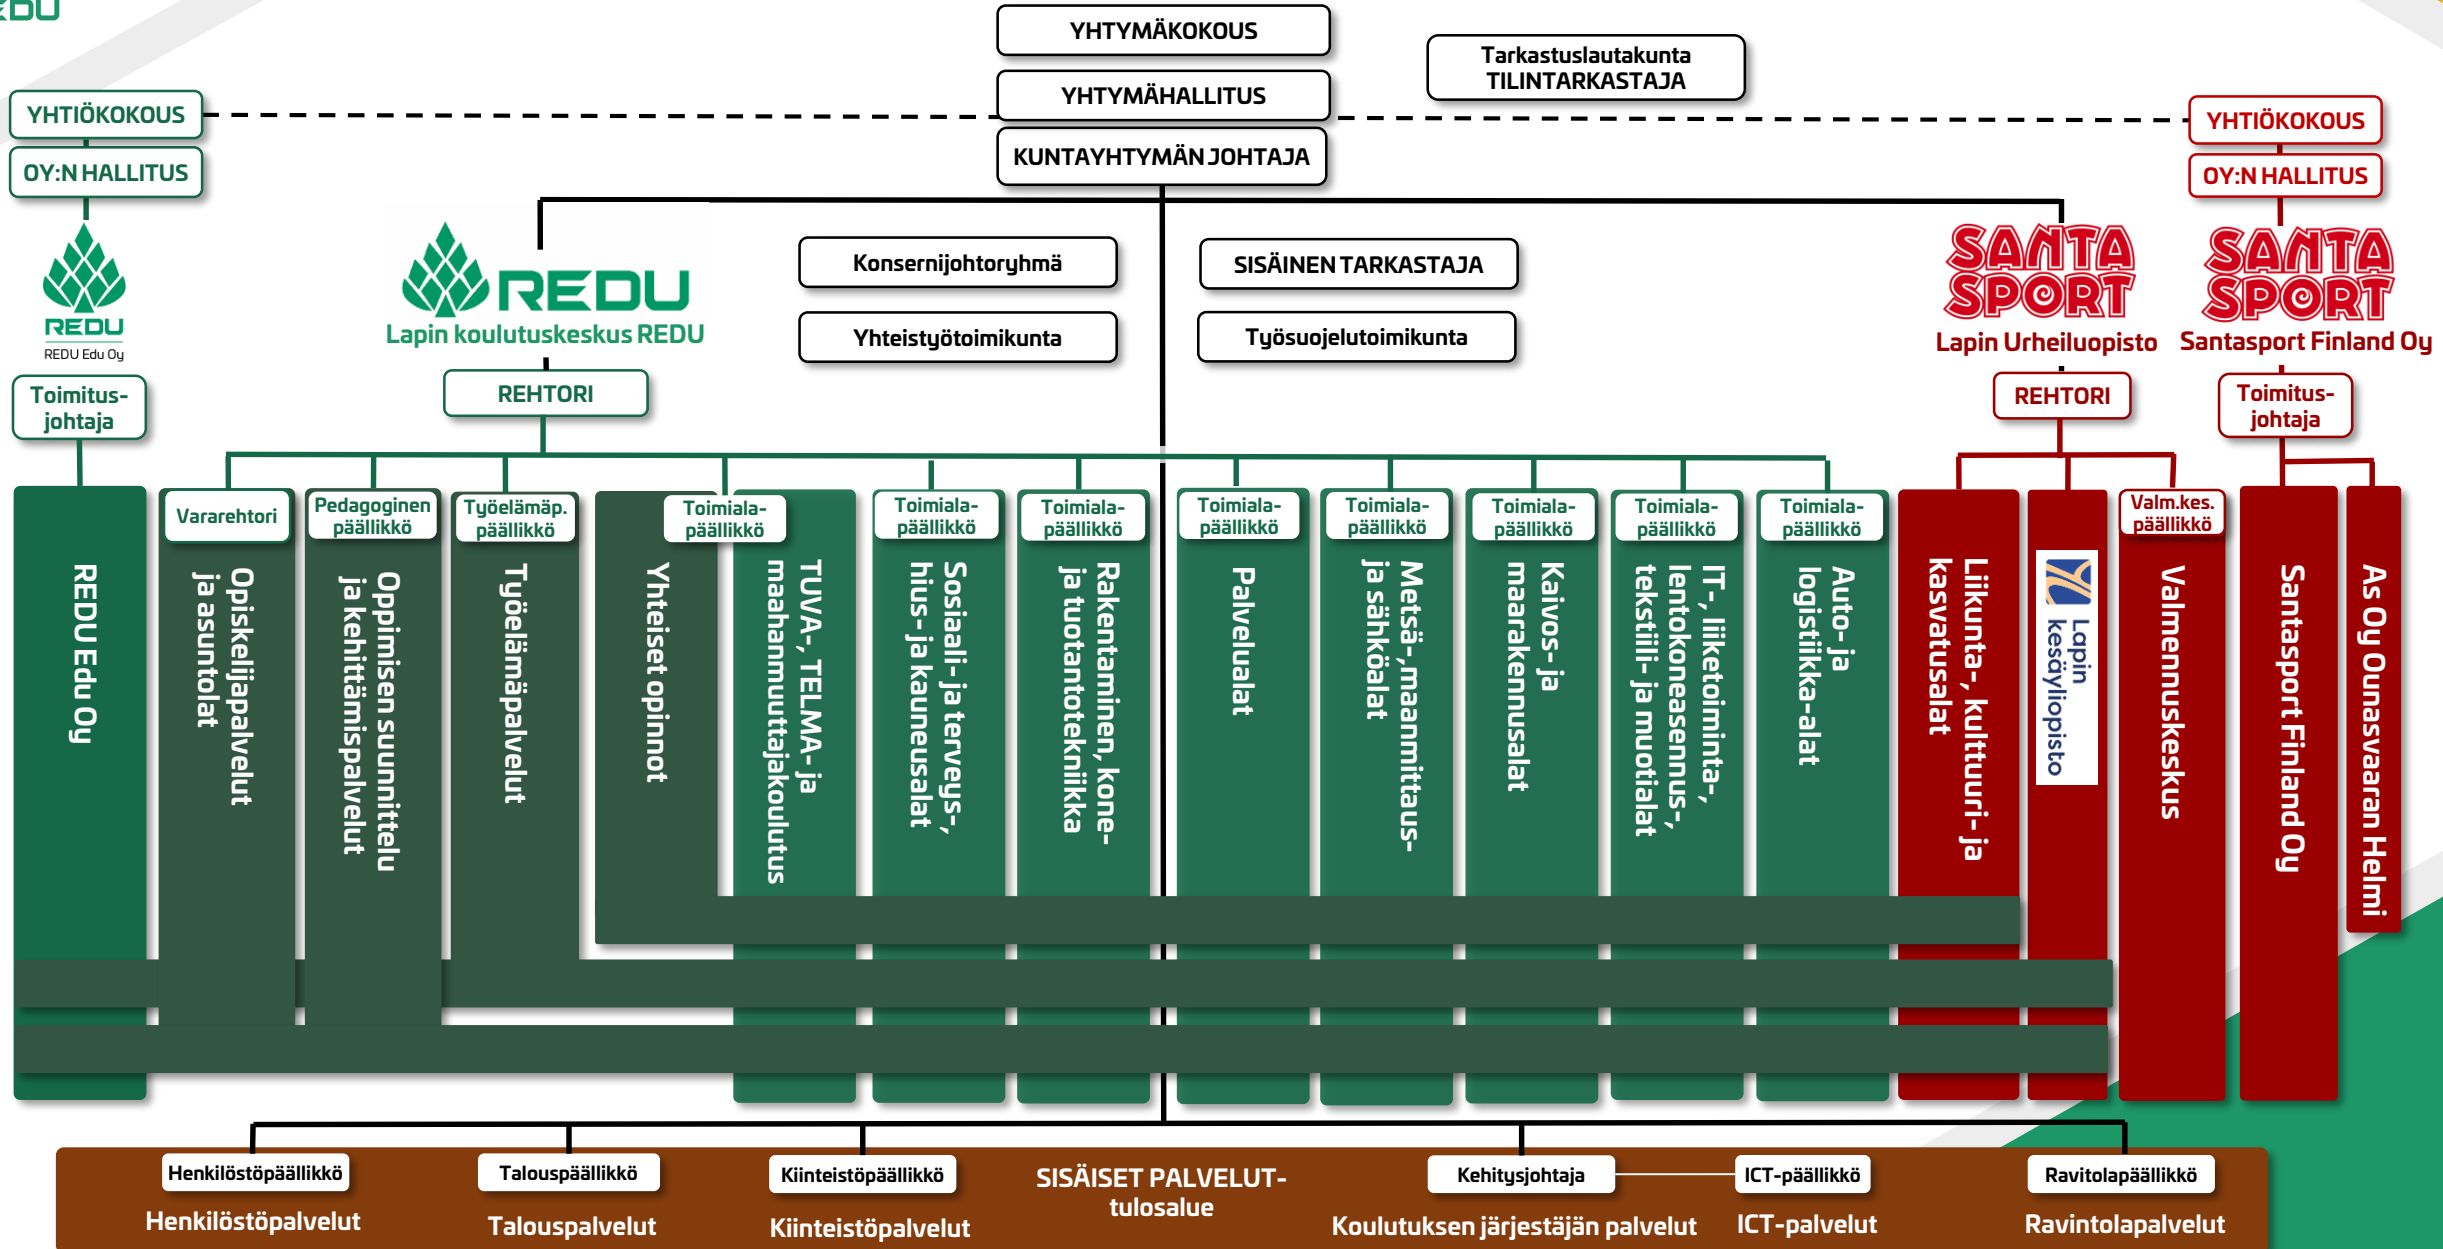 REDU
YHTYMÄKOKOUS
Tarkastuslautakunta
TILINTARKASTAJA
YHTYMÄHALLITUS
KUNTAYHTYMÄN JOHTAJA
YHTIÖKOKOUS
OY:N HALLITUS
YHTIÖKOKOUS
OY:N HALLITUS
REDU
REDU Edu Oy
REDU
Lapin koulutuskeskus REDU
Konsernijohtoryhmä
SISÄINEN TARKASTAJA
Yhteistyötoimikunta
Työsuojelutoimikunta
SANTA
SPORT
Lapin Urheiluopisto
SANTA
SPORT
Santasport Finland Oy
Toimitus-
johtaja
REHTORI
REHTORI
Toimitus-
johtaja
Vararehtori
Pedagoginen
päällikkö
Työelämäp.
päällikkö
Toimiala-
päällikkö
Toimiala-
päällikkö
Toimiala-
päällikkö
Toimiala-
päällikkö
Toimiala-
päällikkö
Toimiala-
päällikkö
Toimiala-
päällikkö
Toimiala-
päällikkö
Valm.kes.
päällikkö
REDU Edu Oy
Opiskelijapalvelut
ja asuntolat
Oppimisen suunnittelu
ja kehittämispalvelut
Työelämäpalvelut
Yhteiset opinnot
TUVA-, TELMA- ja
maahanmuuttajakoulutus
Sosiaali- ja terveys-,
hius- ja kauneusalat
Rakentaminen, kone-
ja tuotantotekniikka
Palvelualat
Metsä-,maanmittaus-
ja sähköalat
Kaivos- ja
maarakennusalat
IT-, liiketoiminta-,
lentokoneasennus-,
tekstiili- ja muotialat
Auto- ja
logistiikka-alat
Liikunta-, kulttuuri- ja
kasvatusalat
Lapin
kesäyliopisto
Valmennuskeskus
Santasport Finland Oy
As Oy Ounasvaaran Helmi
Henkilöstöpäällikkö
Henkilöstöpalvelut
Talouspäällikkö
Talouspalvelut
Kiinteistöpäällikkö
Kiinteistöpalvelut
SISÄISET PALVELUT-
tulosalue
Kehitysjohtaja
Koulutuksen järjestäjän palvelut
ICT-päällikkö
ICT-palvelut
Ravitolapäällikkö
Ravintolapalvelut